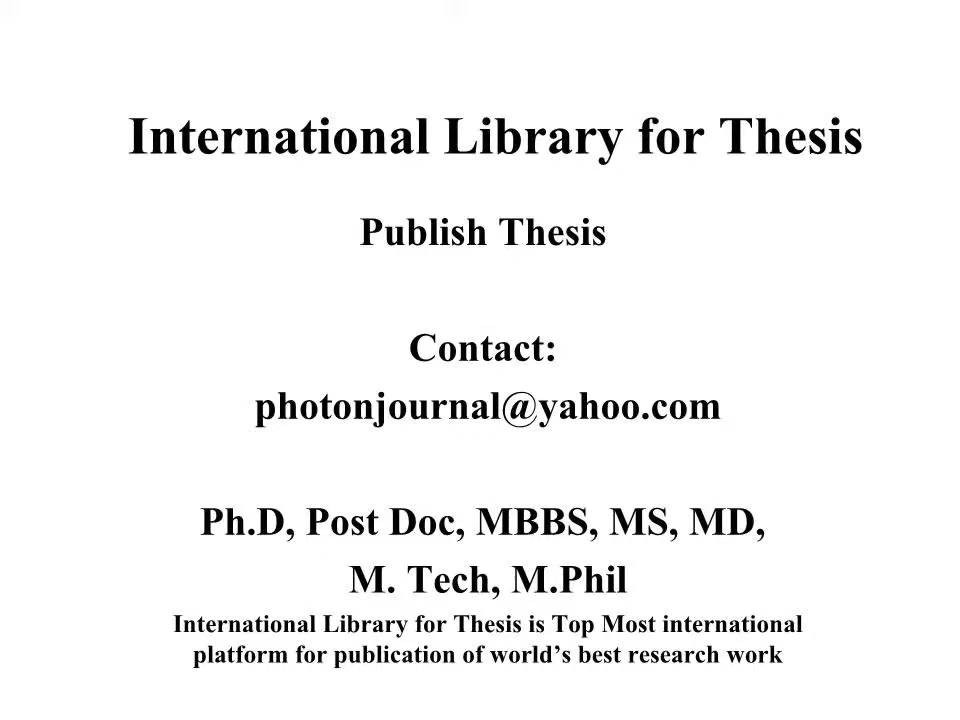 International Library for Thesis
Publish Thesis
Contact:
photonjournal@yahoo.com
Ph.D, Post Doc, MBBS, MS, MD,
M. Tech, M.Phil
International Library for Thesis is Top Most international
platform for publication of world’s best research work